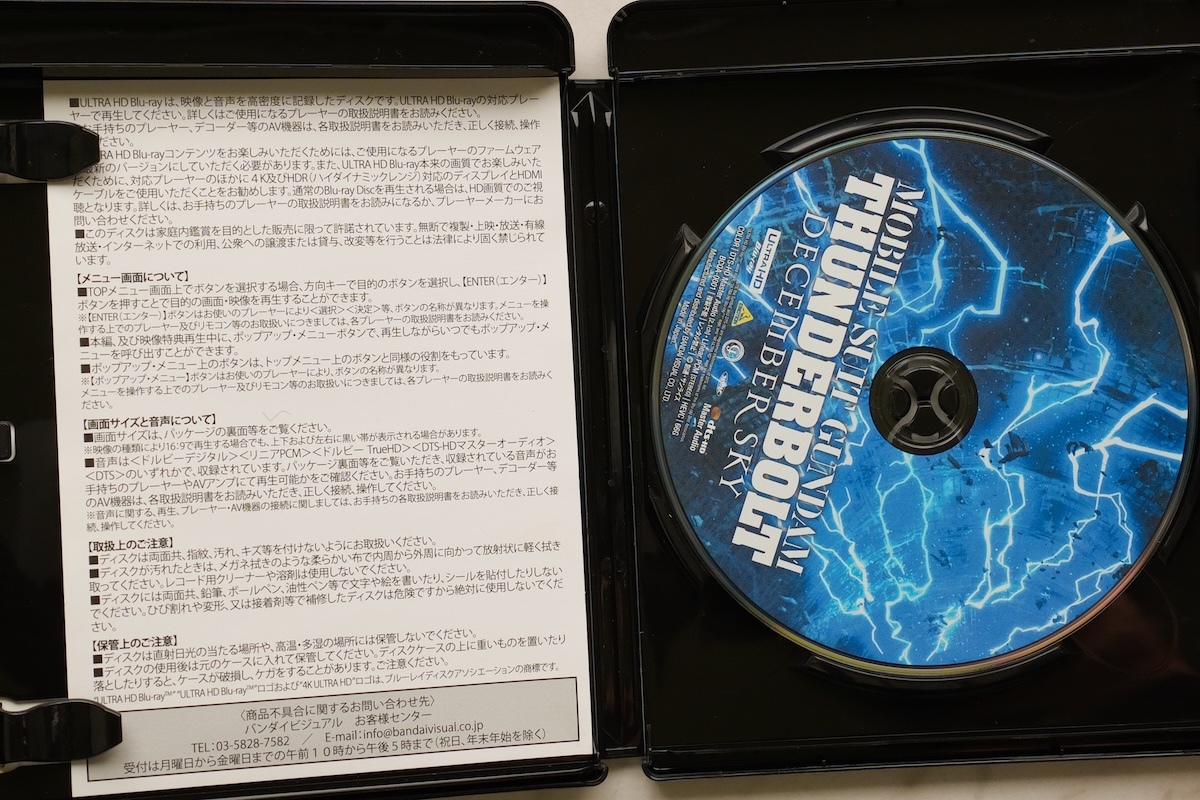 ■ULTRA HD Blu-ray は、映像と音声を高密度に記録したディスクです。ULTRA HD Blu-rayの対応プレー
ヤーで再生してください。詳しくはご使用になるプレーヤーの取扱説明書をお読みください。
手持ちのプレーヤー、デコーダー等のAV機器は、各取扱説明書をお読みいただき、正しく接続、操作
ださい。
RA HD Blu-rayコンテンツをお楽しみいただくためには、ご使用になるプレーヤーのファームウェア
最新のバージョンにしていただく必要があります。また、ULTRA HD Blu-ray本来の画質でお楽しみいた
だくために、対応プレーヤーのほかに4K及びHDR(ハイダイナミックレンジ)対応のディスプレイとHDMI
ケーブルをご使用いただくことをお勧めします。通常のBlu-ray Discを再生される場合は、HD画質でのご視
聴となります。詳しくは、お手持ちのプレーヤーの取扱説明書をお読みになるか、プレーヤーメーカーにお
問い合わせください。
■このディスクは家庭内鑑賞を目的とした販売に限って許諾されています。無断で複製・上映・放送・有線
放送・インターネットでの利用、公衆への譲渡または貸与、改変等を行うことは法律により固く禁じられて
います。
【メニュー画面について】
■TOPメニュー画面上でボタンを選択する場合、方向キーで目的のボタンを選択し、【ENTER(エンター)】
ボタンを押すことで目的の画面・映像を再生することができます。
※【ENTER(エンター)】ボタンはお使いのプレーヤーにより<選択><決定>等、ボタンの名称が異なります。メニューを操
作する上でのプレーヤー及びリモコン等のお取扱いにつきましては、各プレーヤーの取扱説明書をお読みください。
■本編、及び映像特典再生中に、ポップアップ・メニューボタンで、再生しながらいつでもポップアップ・メ
ニューを呼び出すことができます。
■ポップアップ・メニュー上のボタンは、トップメニュー上のボタンと同様の役割をもっています。
※【ポップアップ・メニュー】ボタンはお使いのプレーヤーにより、ボタンの名称が異なります。
メニューを操作する上でのプレーヤー及びリモコン等のお取扱いにつきましては、各プレーヤーの取扱説明書をお読みく
ださい。
【画面サイズと音声について】
■画面サイズは、パッケージの裏面等をご覧ください。
※映像の種類により16:9で再生する場合でも、上下および左右に黒い帯が表示される場合があります。
■音声は<ドルビーデジタル><リニアPCM><ドルビー TrueHD><DTS-HDマスターオーディオ>
<DTS>のいずれかで、収録されています。パッケージ裏面等をご覧いただき、収録されている音声がお
手持ちのプレーヤーやAVアンプにて再生可能かをご確認ください。お手持ちのプレーヤー、デコーダー等
のAV機器は、各取扱説明書をお読みいただき、正しく接続、操作してください。
※音声に関する、再生、プレーヤー・AV機器の接続に関しましては、お手持ちの各取扱説明書をお読みいただき、正しく接
続、操作してください。
【取扱上のご注意】
■ディスクは両面共、指紋、汚れ、キズ等を付けないようにお取扱いください。
■ディスクが汚れたときは、メガネ拭きのような柔らかい布で内周から外周に向かって放射状に軽く拭き
取ってください。レコード用クリーナーや溶剤は使用しないでください。
■ディスクには両面共、鉛筆、ボールペン、油性ペン等で文字や絵を書いたり、シールを貼付したりしない
でください。ひび割れや変形、又は接着剤等で補修したディスクは危険ですから絶対に使用しないでくだ
さい。
【保管上のご注意】
■ディスクは直射日光の当たる場所や、高温・多湿の場所には保管しないでください。
■ディスクの使用後は元のケースに入れて保管してください。ディスクケースの上に重いものを置いたり
落としたりすると、ケースが破損し、ケガをすることがあります。ご注意ください。
"ULTRA HD Blu-ray™" "ULTRA HD Blu-ray™"ロゴおよび"4K ULTRA HD"ロゴは、ブルーレイディスクアソシエーションの商標です。
〈商品不具合に関するお問い合わせ先〉
バンダイビジュアル お客様センター
TEL:03-5828-7582 / E-mail:info@bandaivisual.co.jp
受付は月曜日から金曜日までの午前10時から午後5時まで(祝日、年末年始を除く)
MOBILE SUIT GUNDAM
THUNDERBOLT
DECEMBER SKY
ULTRA HD
Blu-ray
dts-HD
Master Audio